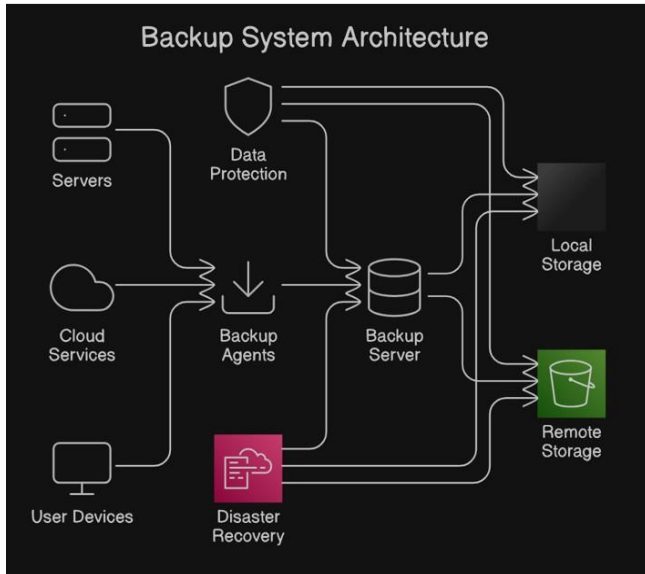 Backup System Architecture
Servers
Data
Protection
Local
Storage
Cloud
Services
Backup
Agents
Backup
Server
Remote
Storage
User Devices
Disaster
Recovery